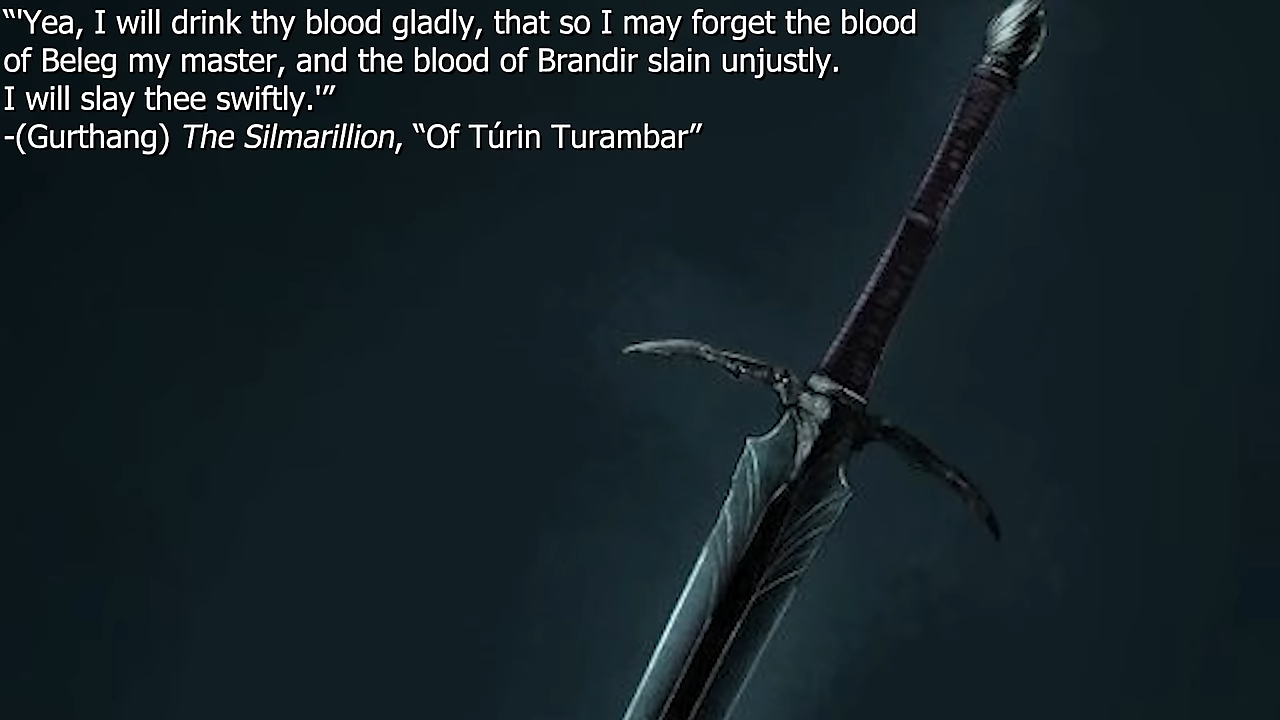 “‘Yea, I will drink thy blood gladly, that so I may forget the blood
of Beleg my master, and the blood of Brandir slain unjustly.
I will slay thee swiftly.'”
-(Gurthang) The Silmarillion, “Of Túrin Turambar”